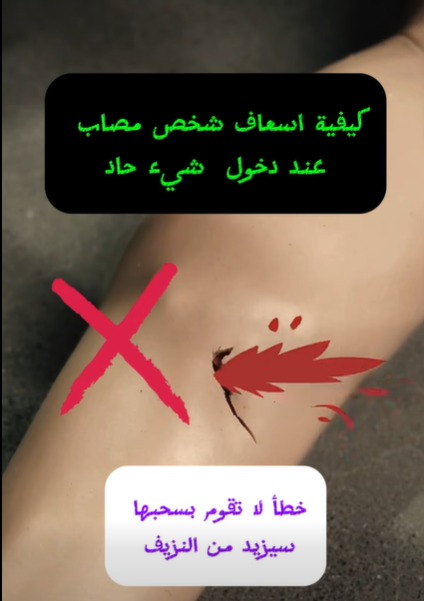 كيفية اسعاف شخص مصاب
عند دخول شيء حاد
خطأ لا تقوم بسحبها
سيزيد من النزيف